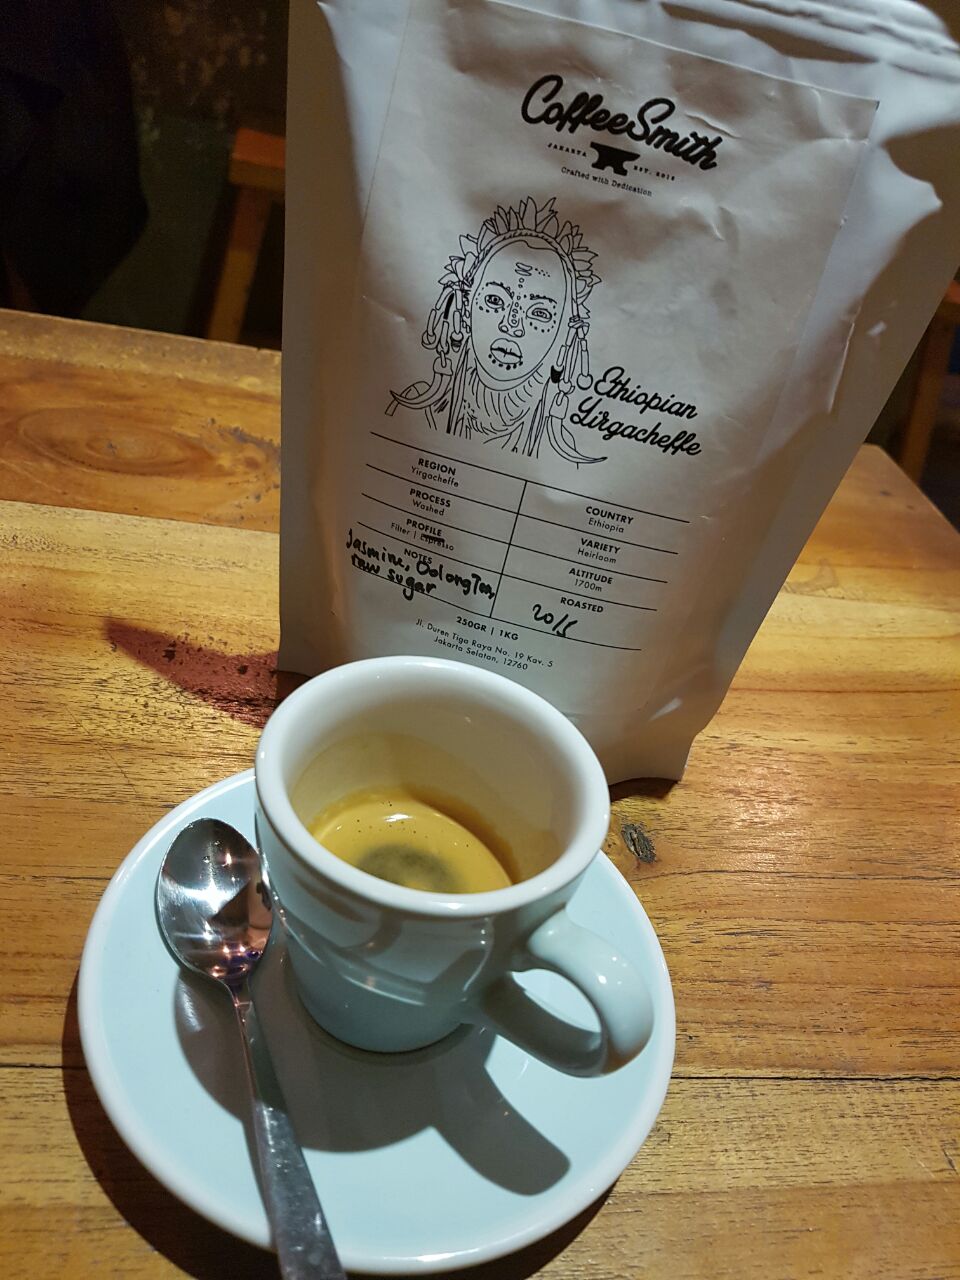 CoffeeSmith
JAKARTA EST. 2015
Crafted with Dedication
Ethiopian
Yirgacheffe
REGION
Yirgacheffe
COUNTRY
Ethiopia
PROCESS
Washed
VARIETY
Heirloom
PROFILE
Filter | Espresso
ALTITUDE
1700m
NOTES
Jasmine, Oolong Tea,
raw sugar
ROASTED
20/5
250GR | 1KG
Jl. Duren Tiga Raya No. 19 Kav. 5
Jakarta Selatan, 12760